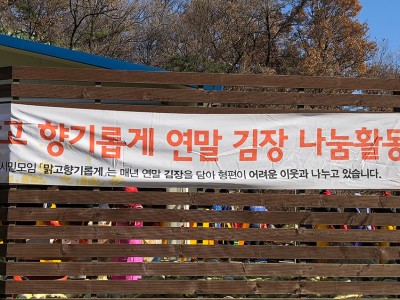 고 향기롭게 연말 김장 나눔활동
시민모임 「맑고향기롭게」는 매년 연말 김장을 담아 형편이 어려운 이웃과 나누고 있습니다.